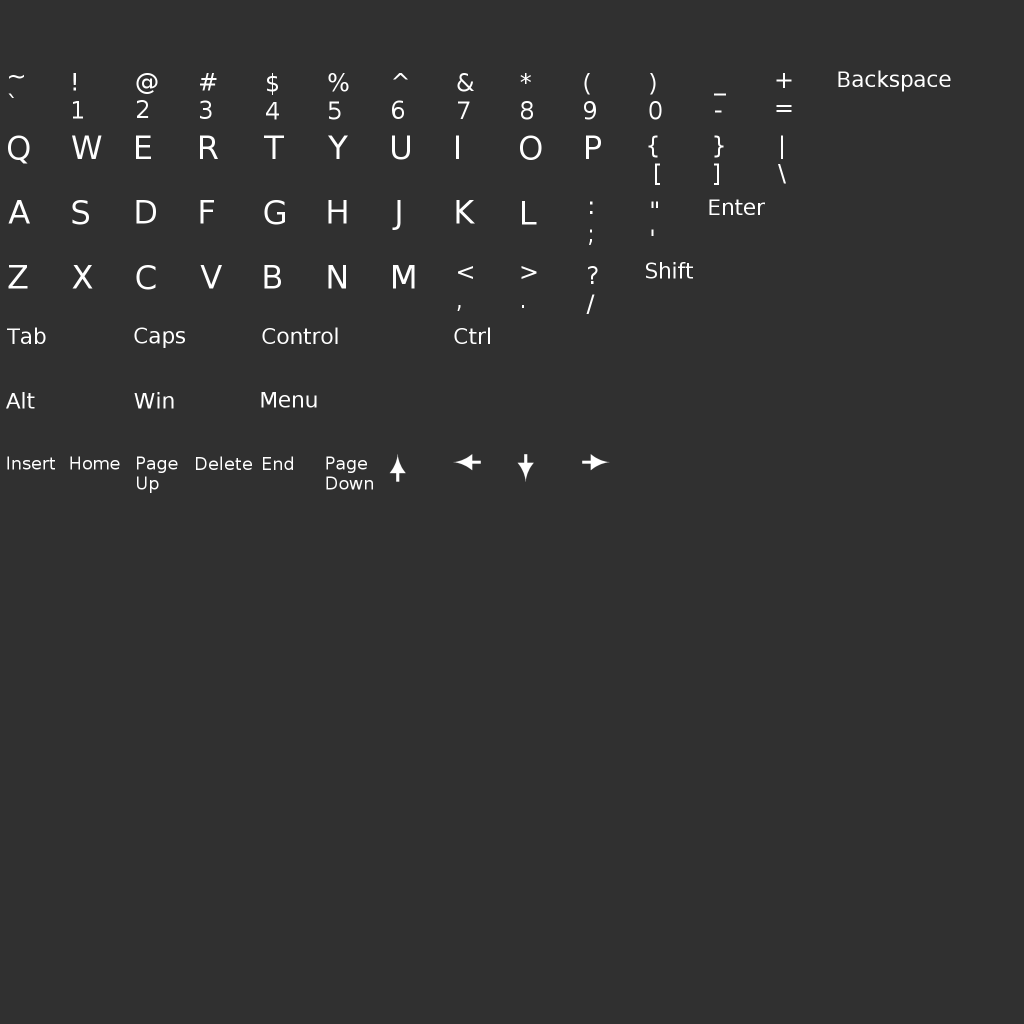 ~ ! @ # $ % ^ & * ( ) _ + Backspace
` 1 2 3 4 5 6 7 8 9 0 - =
Q W E R T Y U I O P { } |
[ ] \
A S D F G H J K L : " Enter
; '
Z X C V B N M < > ? Shift
, . /
Tab Caps Control Ctrl
Alt Win Menu
Insert Home Page Delete End Page ↑ ← ↓ →
Up Down